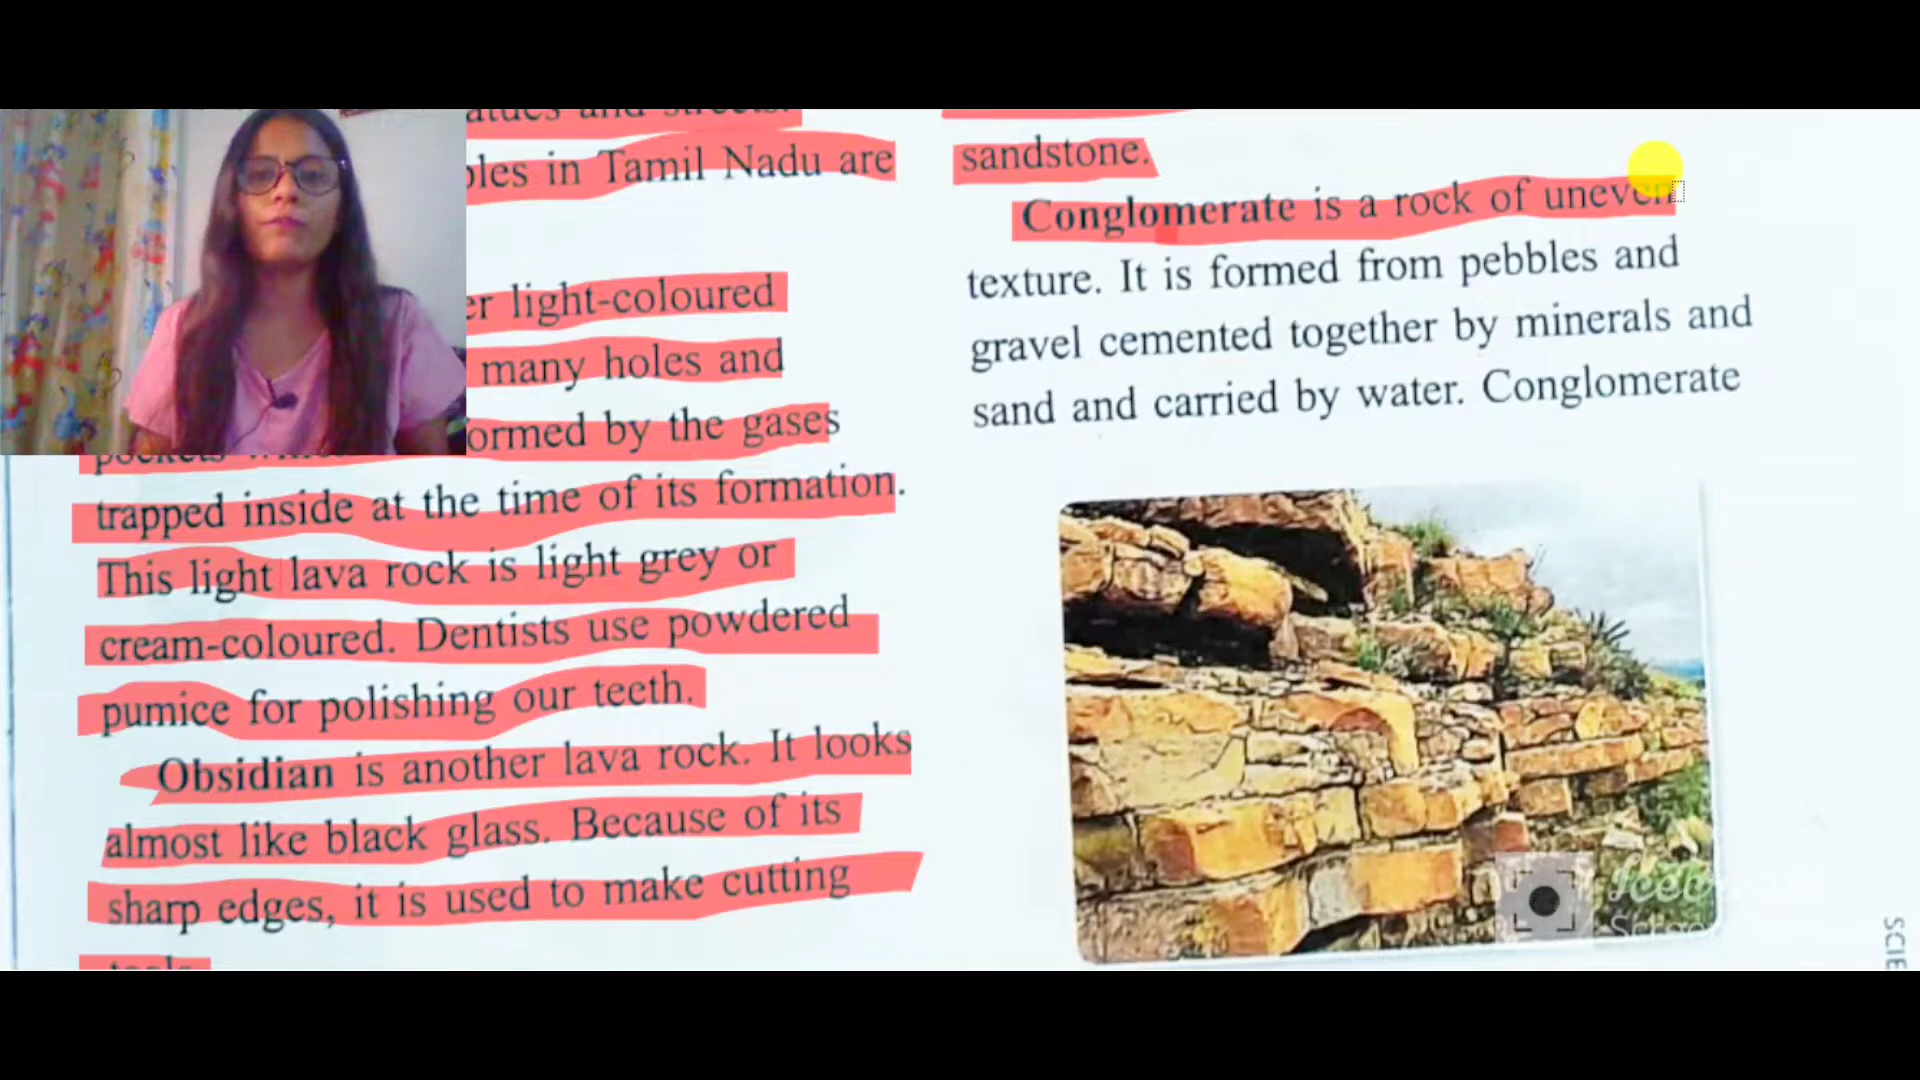 and streets.
in Tamil Nadu are
light-coloured
many holes and
by the gases
trapped inside at the time of its formation.
This light lava rock is light grey or
cream-coloured. Dentists use powdered
pumice for polishing our teeth.
Obsidian is another lava rock. It looks
almost like black glass. Because of its
sharp edges, it is used to make cutting
sandstone.
Conglomerate is a rock of uneven
texture. It is formed from pebbles and
gravel cemented together by minerals and
sand and carried by water. Conglomerate